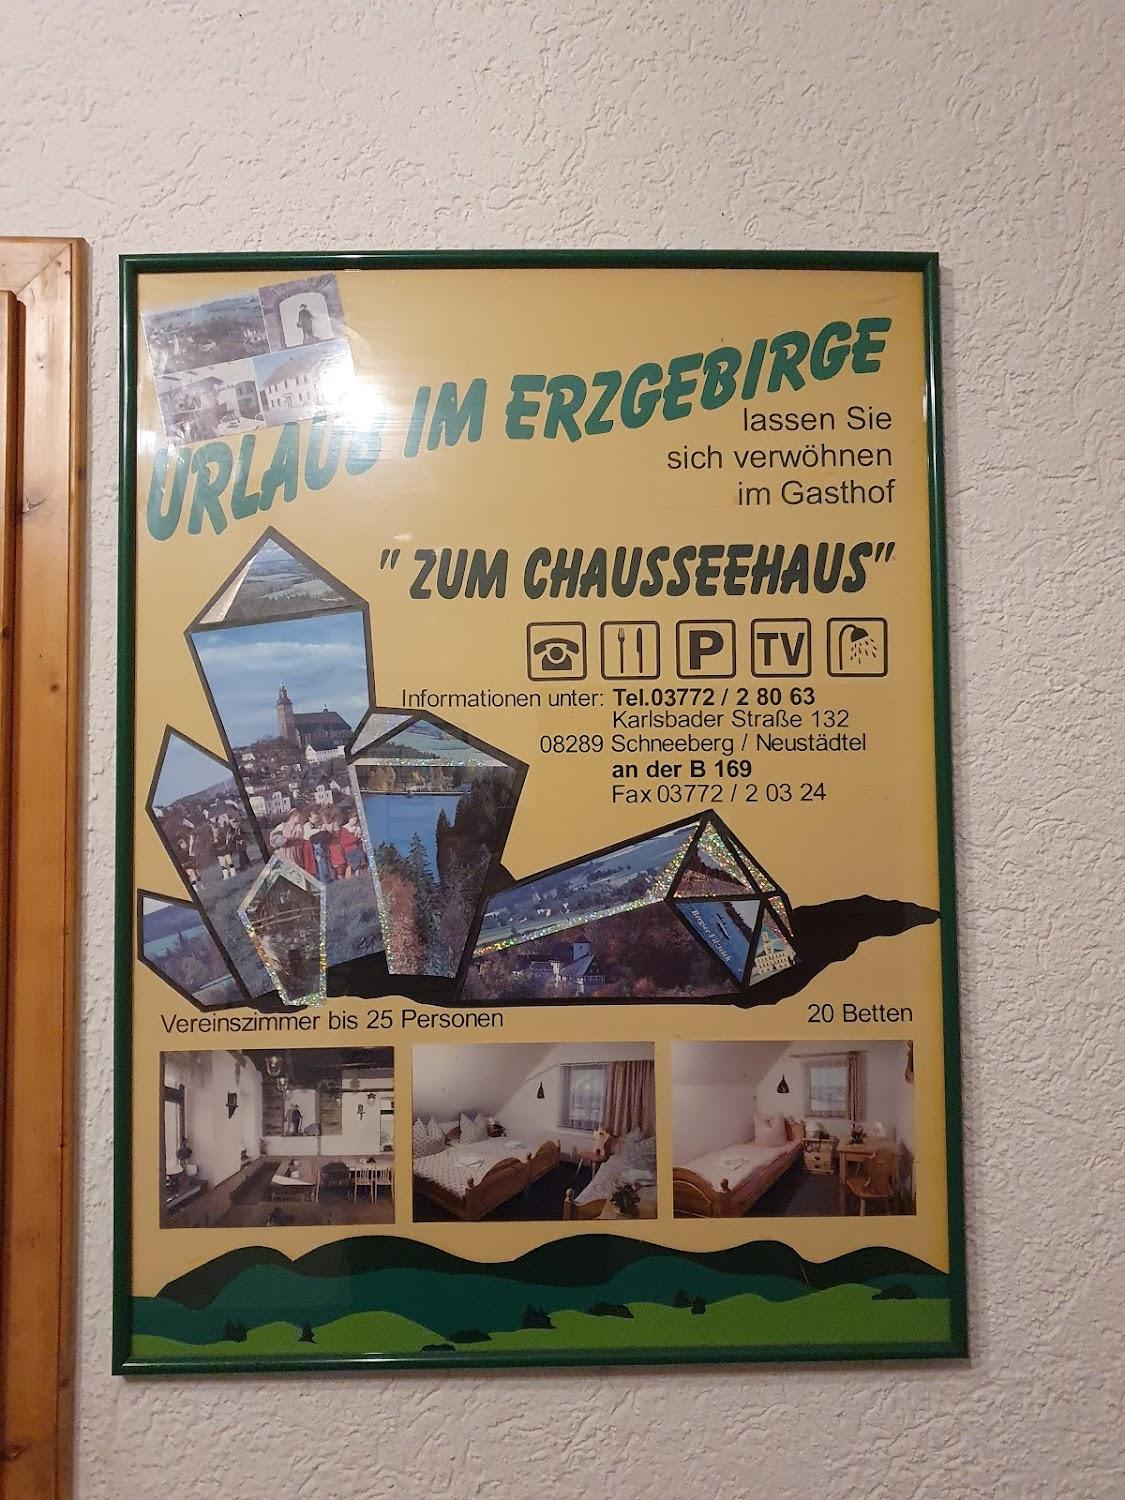 URLAUB IM ERZGEBIRGE
lassen Sie
sich verwöhnen
im Gasthof
" ZUM CHAUSSEEHAUS"
P
TV
Informationen unter: Tel.03772 / 2 80 63
Karlsbader Straße 132
08289 Schneeberg / Neustädtel
an der B 169
Fax 03772 / 2 03 24
Vereinszimmer bis 25 Personen
20 Betten